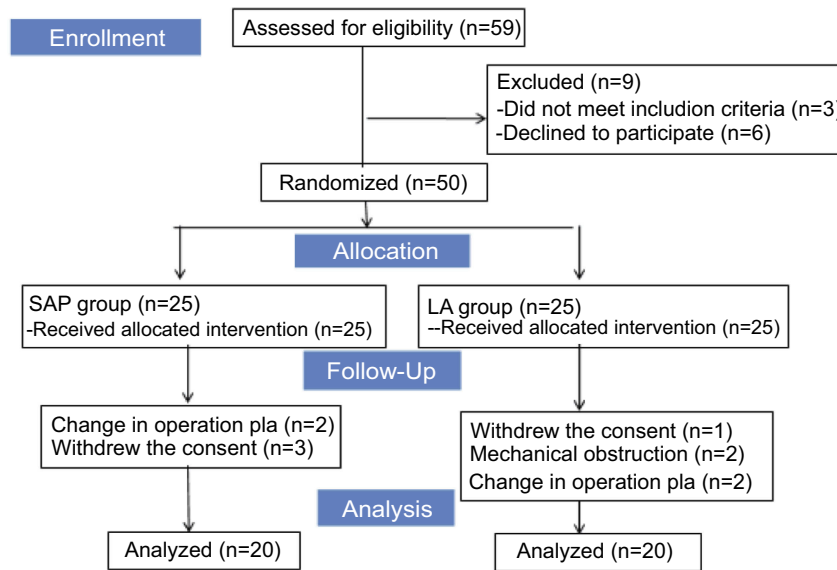 Enrollment
Assessed for eligibility (n=59)
Excluded (n=9)
-Did not meet includion criteria (n=3)
-Declined to participate (n=6)
Randomized (n=50)
Allocation
SAP group (n=25)
-Received allocated intervention (n=25)
LA group (n=25)
--Received allocated intervention (n=25)
Follow-Up
Change in operation pla (n=2)
Withdrew the consent (n=3)
Withdrew the consent (n=1)
Mechanical obstruction (n=2)
Change in operation pla (n=2)
Analysis
Analyzed (n=20)
Analyzed (n=20)